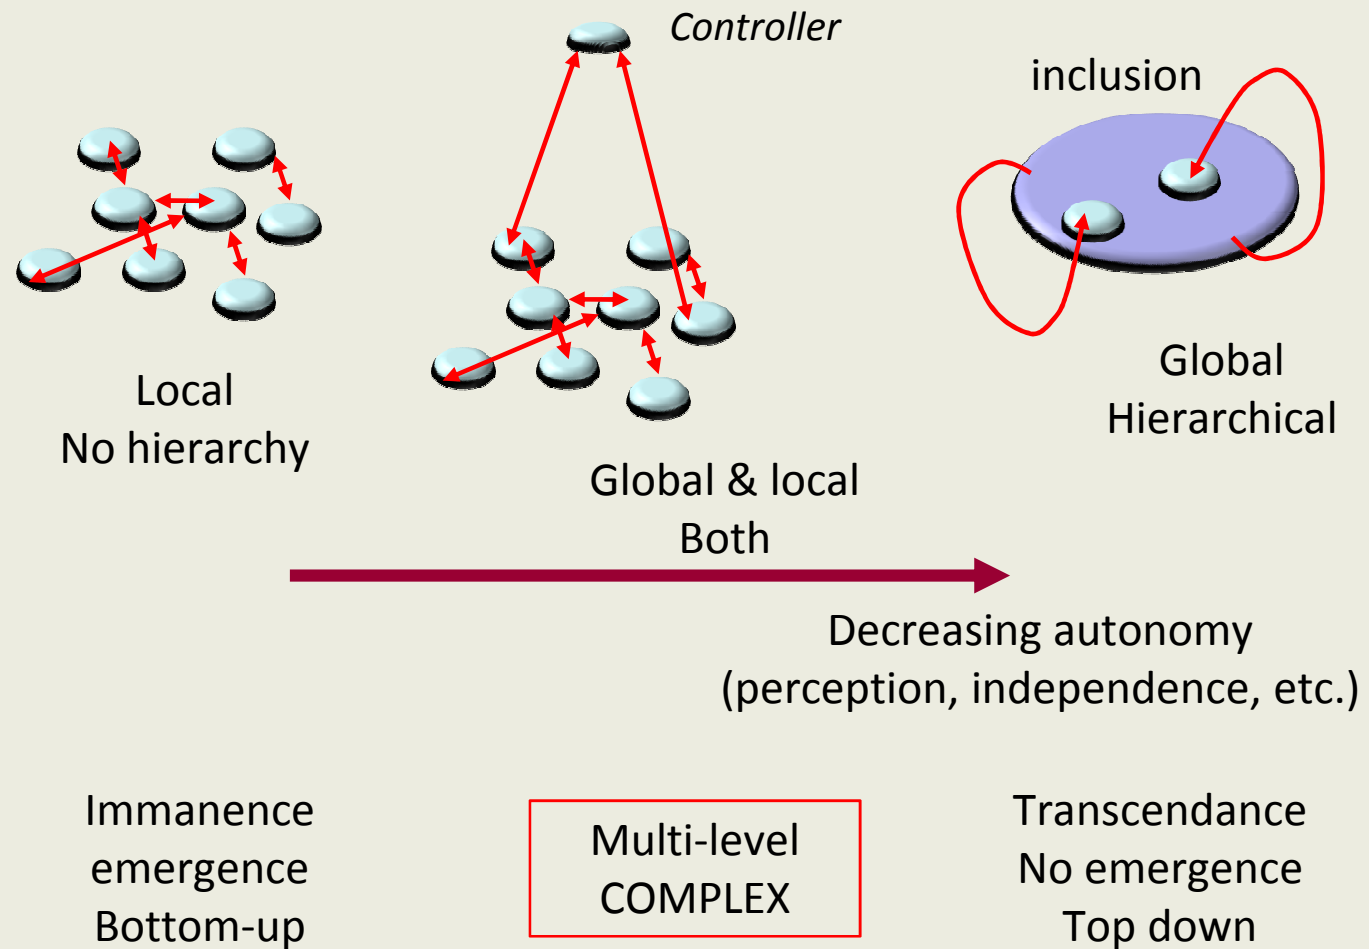 Controller
inclusion
Local
No hierarchy
Global & local
Both
Global
Hierarchical
Decreasing autonomy
(perception, independence, etc.)
Immanence
emergence
Bottom-up
Multi-level
COMPLEX
Transcendance
No emergence
Top down